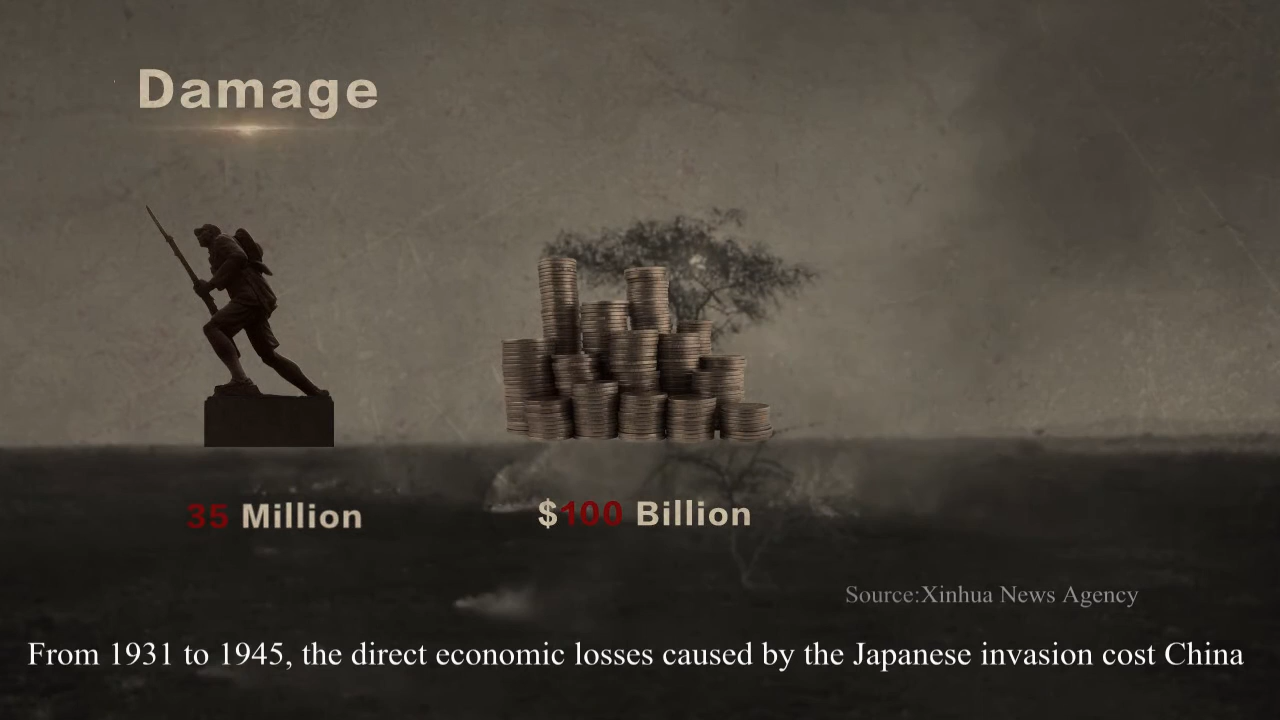 Damage
35 Million
$100 Billion
Source:Xinhua News Agency
From 1931 to 1945, the direct economic losses caused by the Japanese invasion cost China